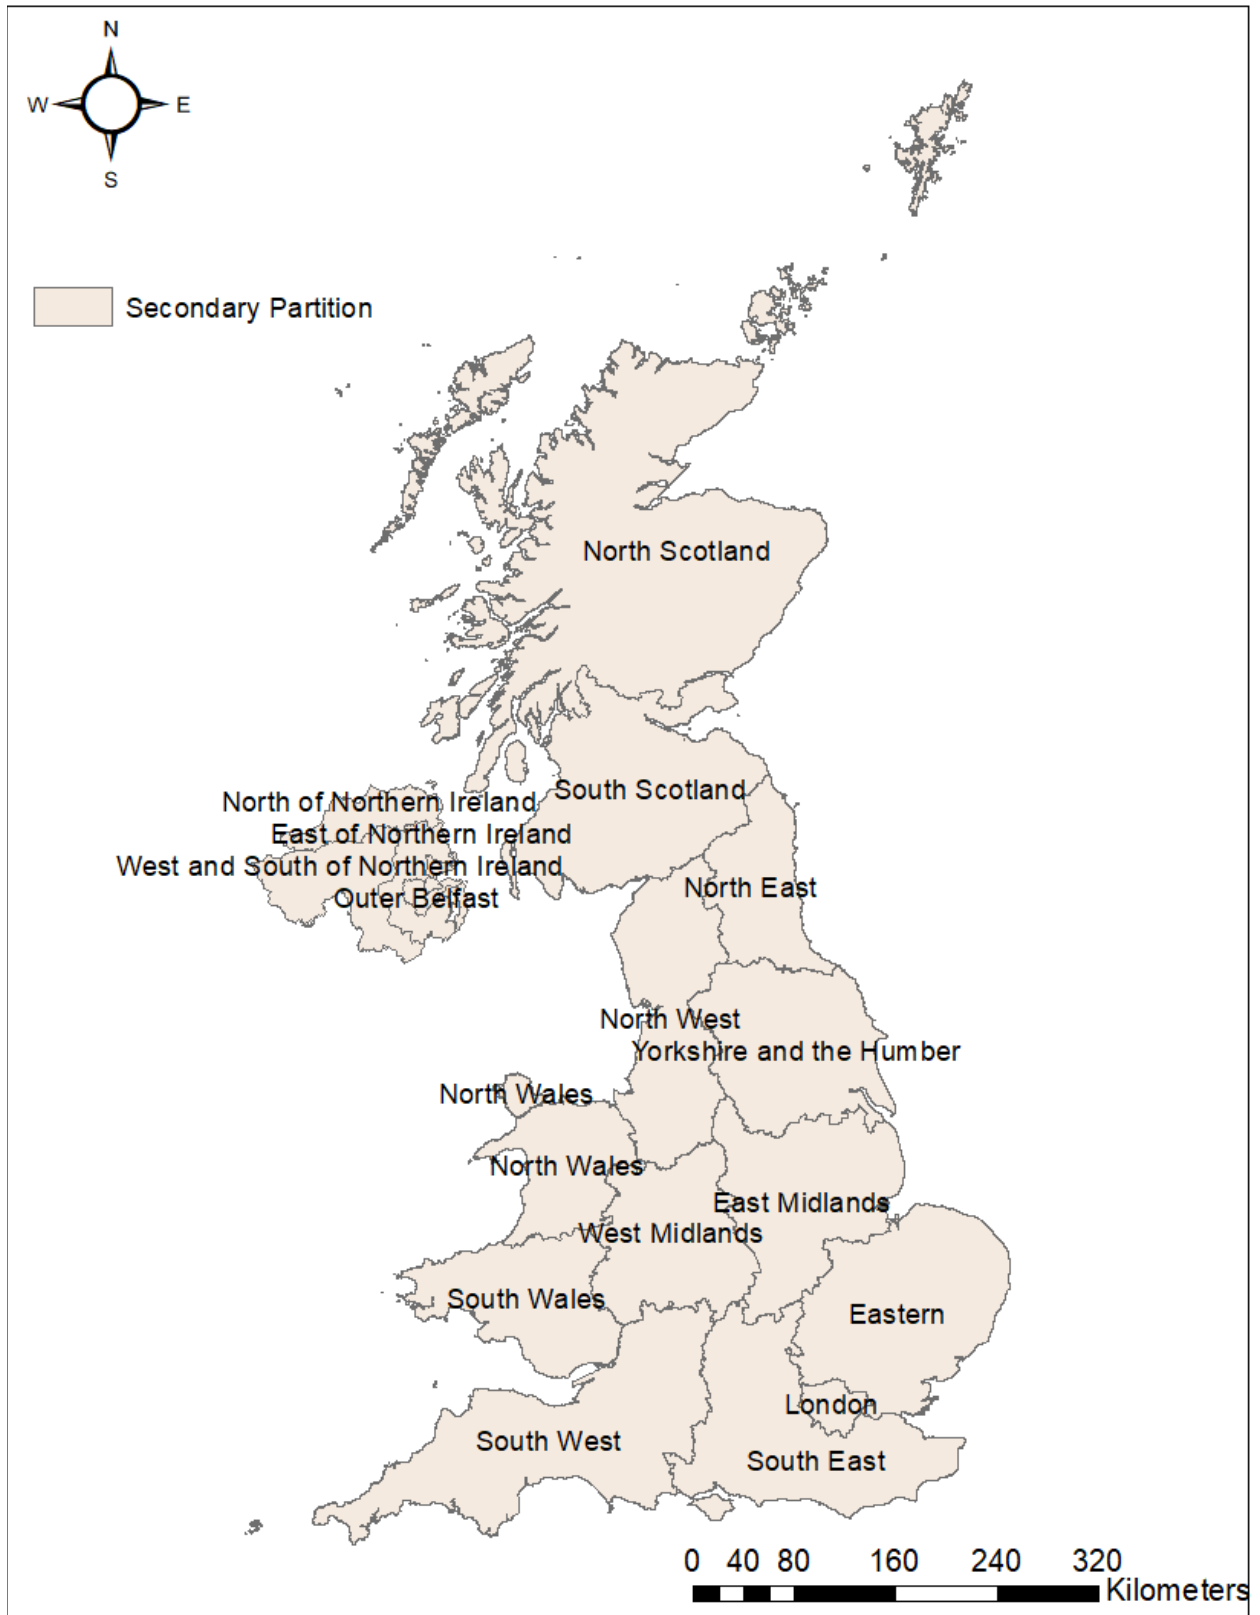 N
W E
S
Secondary Partition
North Scotland
South Scotland
North of Northern Ireland
East of Northern Ireland
West and South of Northern Ireland
Outer Belfast
North East
North West
Yorkshire and the Humber
North Wales
North Wales
East Midlands
West Midlands
South Wales
Eastern
London
South West
South East
0 40 80 160 240 320
Kilometers